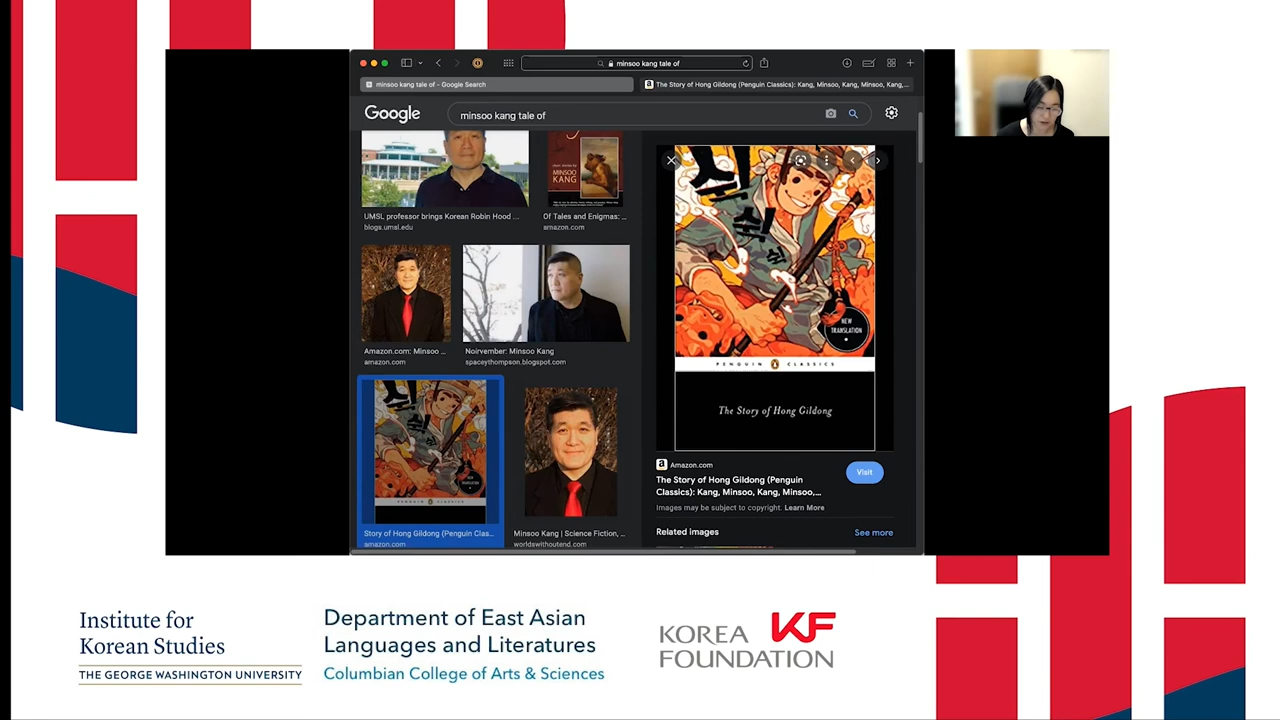 minsoo kang tale of
minsoo kang tale of - Google Search
The Story of Hong Gildong (Penguin Classics): Kang, Minsoo, Kang, Minsoo, Kang,...
Google
minsoo kang tale of
MINSOO
KANG
UMSL professor brings Korean Robin Hood ...
blogs.umsl.edu
Of Tales and Enigmas: ...
amazon.com
Amazon.com: Minsoo ...
amazon.com
Noirvember: Minsoo Kang
spaceythompson.blogspot.com
Story of Hong Gildong (Penguin Clas...
amazon.com
Minsoo Kang | Science Fiction, ...
worldswithoutend.com
NEW
TRANSLATION
PENGUIN CLASSICS
The Story of Hong Gildong
Amazon.com
The Story of Hong Gildong (Penguin
Classics): Kang, Minsoo, Kang, Minsoo,...
Visit
Images may be subject to copyright. Learn More
Related images
See more
Institute for
Korean Studies
THE GEORGE WASHINGTON UNIVERSITY
Department of East Asian
Languages and Literatures
Columbian College of Arts & Sciences
KOREA KF
FOUNDATION